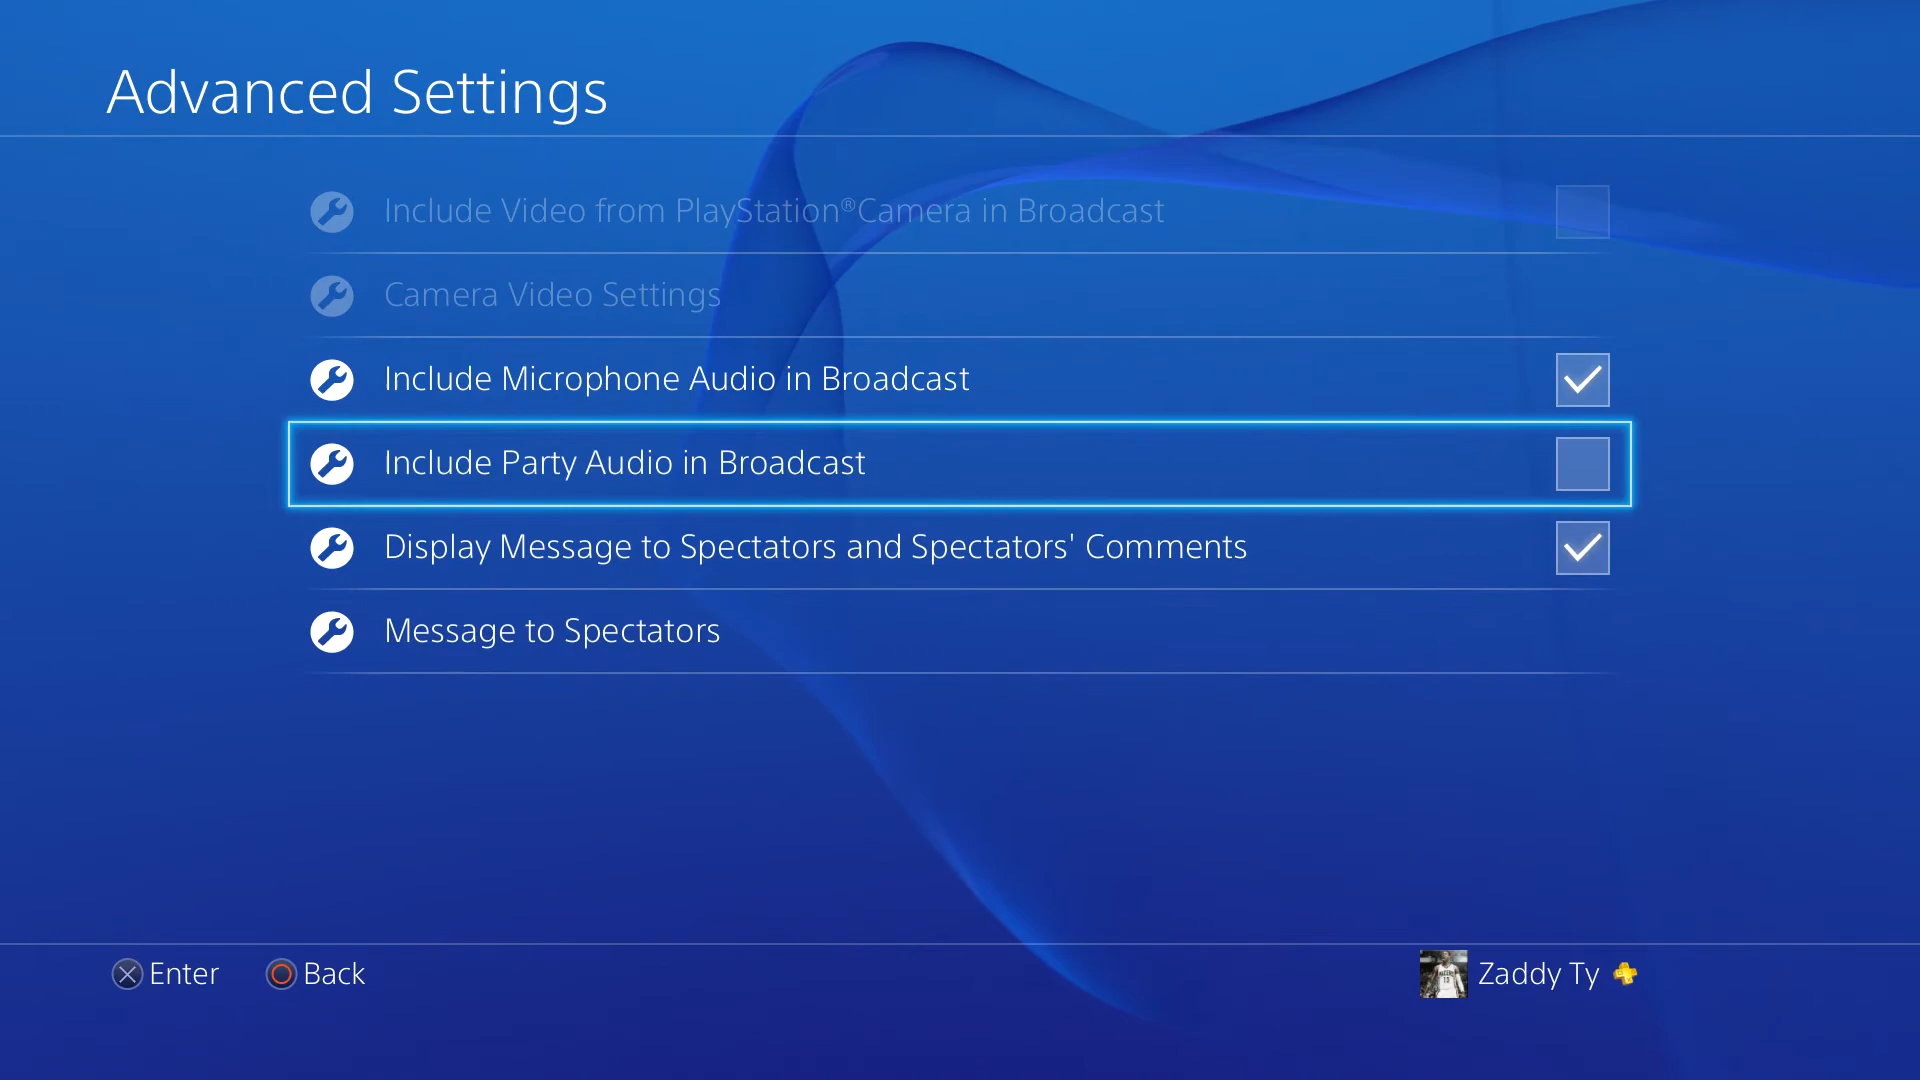 Advanced Settings
Include Video from PlayStation®Camera in Broadcast
Camera Video Settings
Include Microphone Audio in Broadcast
Include Party Audio in Broadcast
Display Message to Spectators and Spectators' Comments
Message to Spectators
Enter Back Zaddy Ty